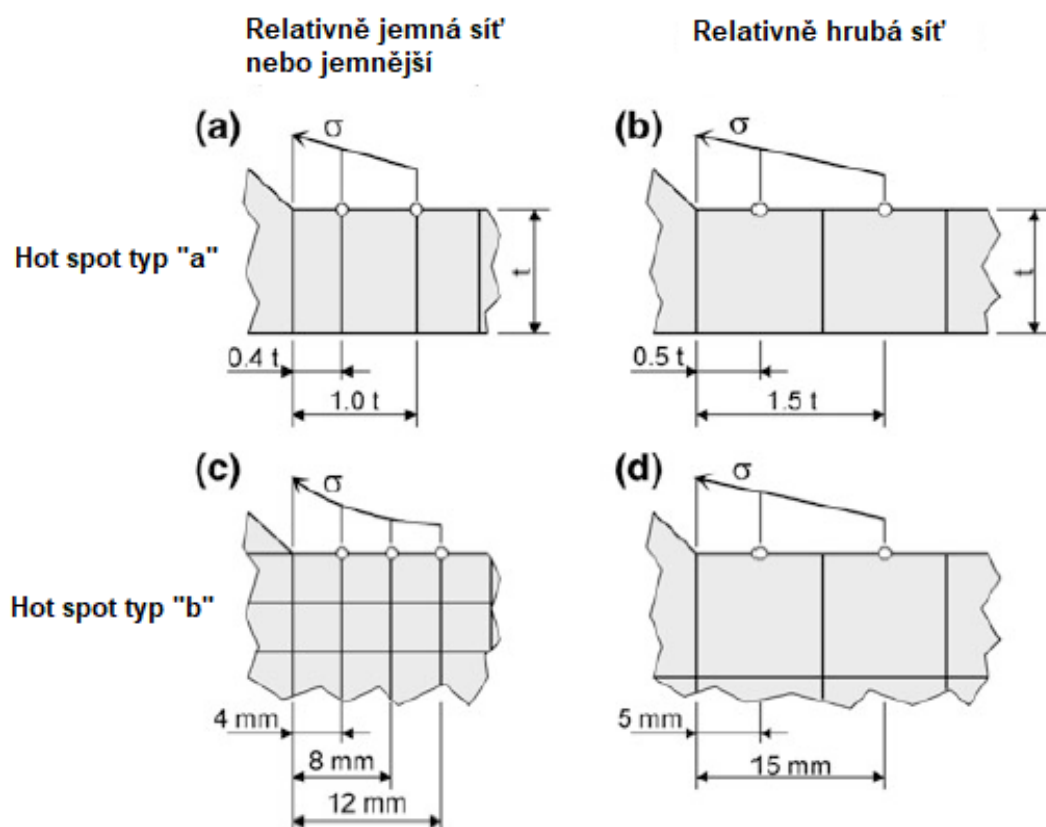 Relativně jemná síť
nebo jemnější
Relativně hrubá síť
(a)
σ
(b)
σ
Hot spot typ "a"
t
t
0.4 t
1.0 t
0.5 t
1.5 t
(c)
σ
(d)
σ
Hot spot typ "b"
4 mm
8 mm
12 mm
5 mm
15 mm